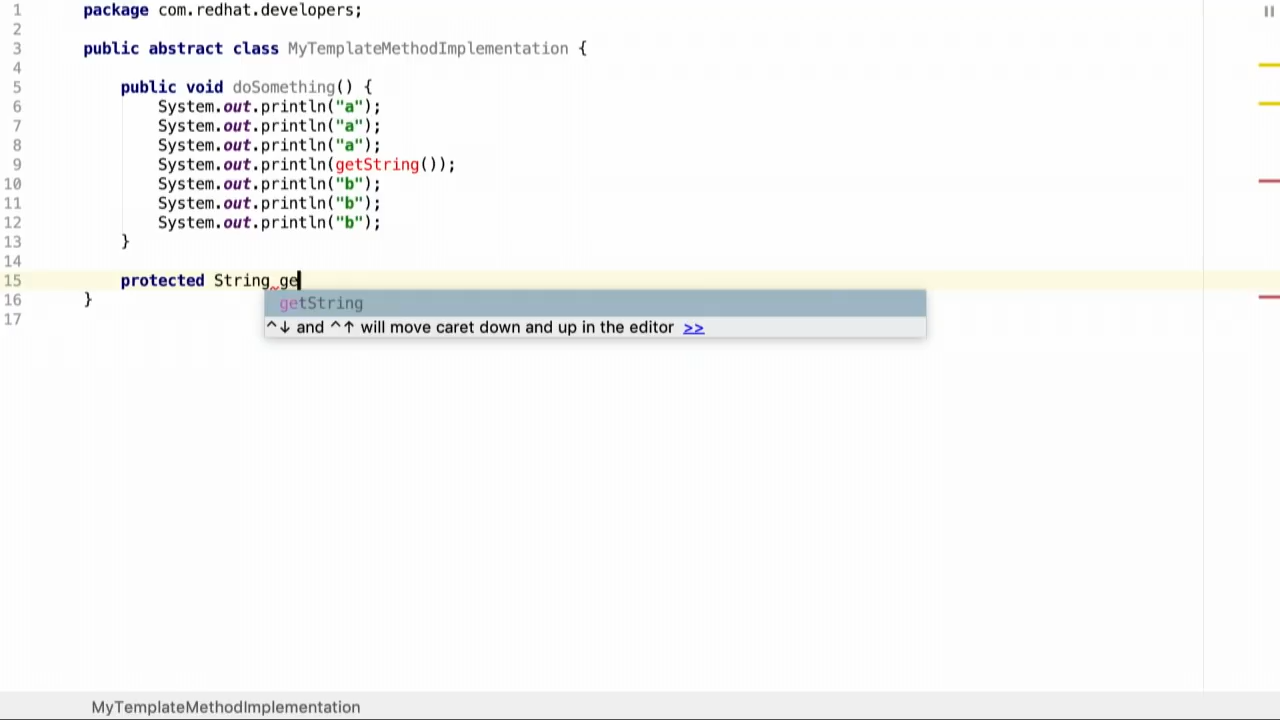 1 package com.redhat.developers;
2
3 public abstract class MyTemplateMethodImplementation {
4
5 public void doSomething() {
6 System.out.println("a");
7 System.out.println("a");
8 System.out.println("a");
9 System.out.println(getString());
10 System.out.println("b");
11 System.out.println("b");
12 System.out.println("b");
13 }
14
15 protected String ge
getString
16 }
^↓ and ^↑ will move caret down and up in the editor >>
17
MyTemplateMethodImplementation